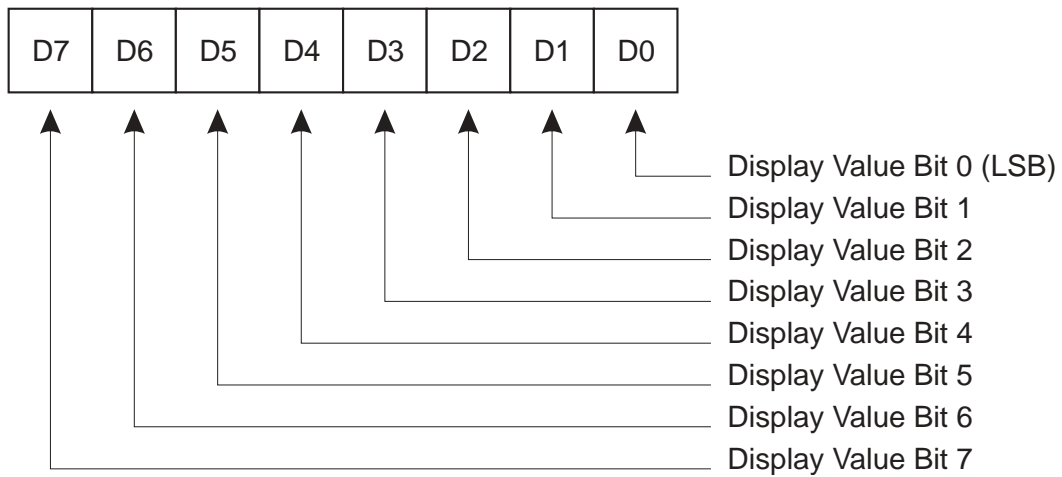 D7 D6 D5 D4 D3 D2 D1 D0
Display Value Bit 0 (LSB)
Display Value Bit 1
Display Value Bit 2
Display Value Bit 3
Display Value Bit 4
Display Value Bit 5
Display Value Bit 6
Display Value Bit 7